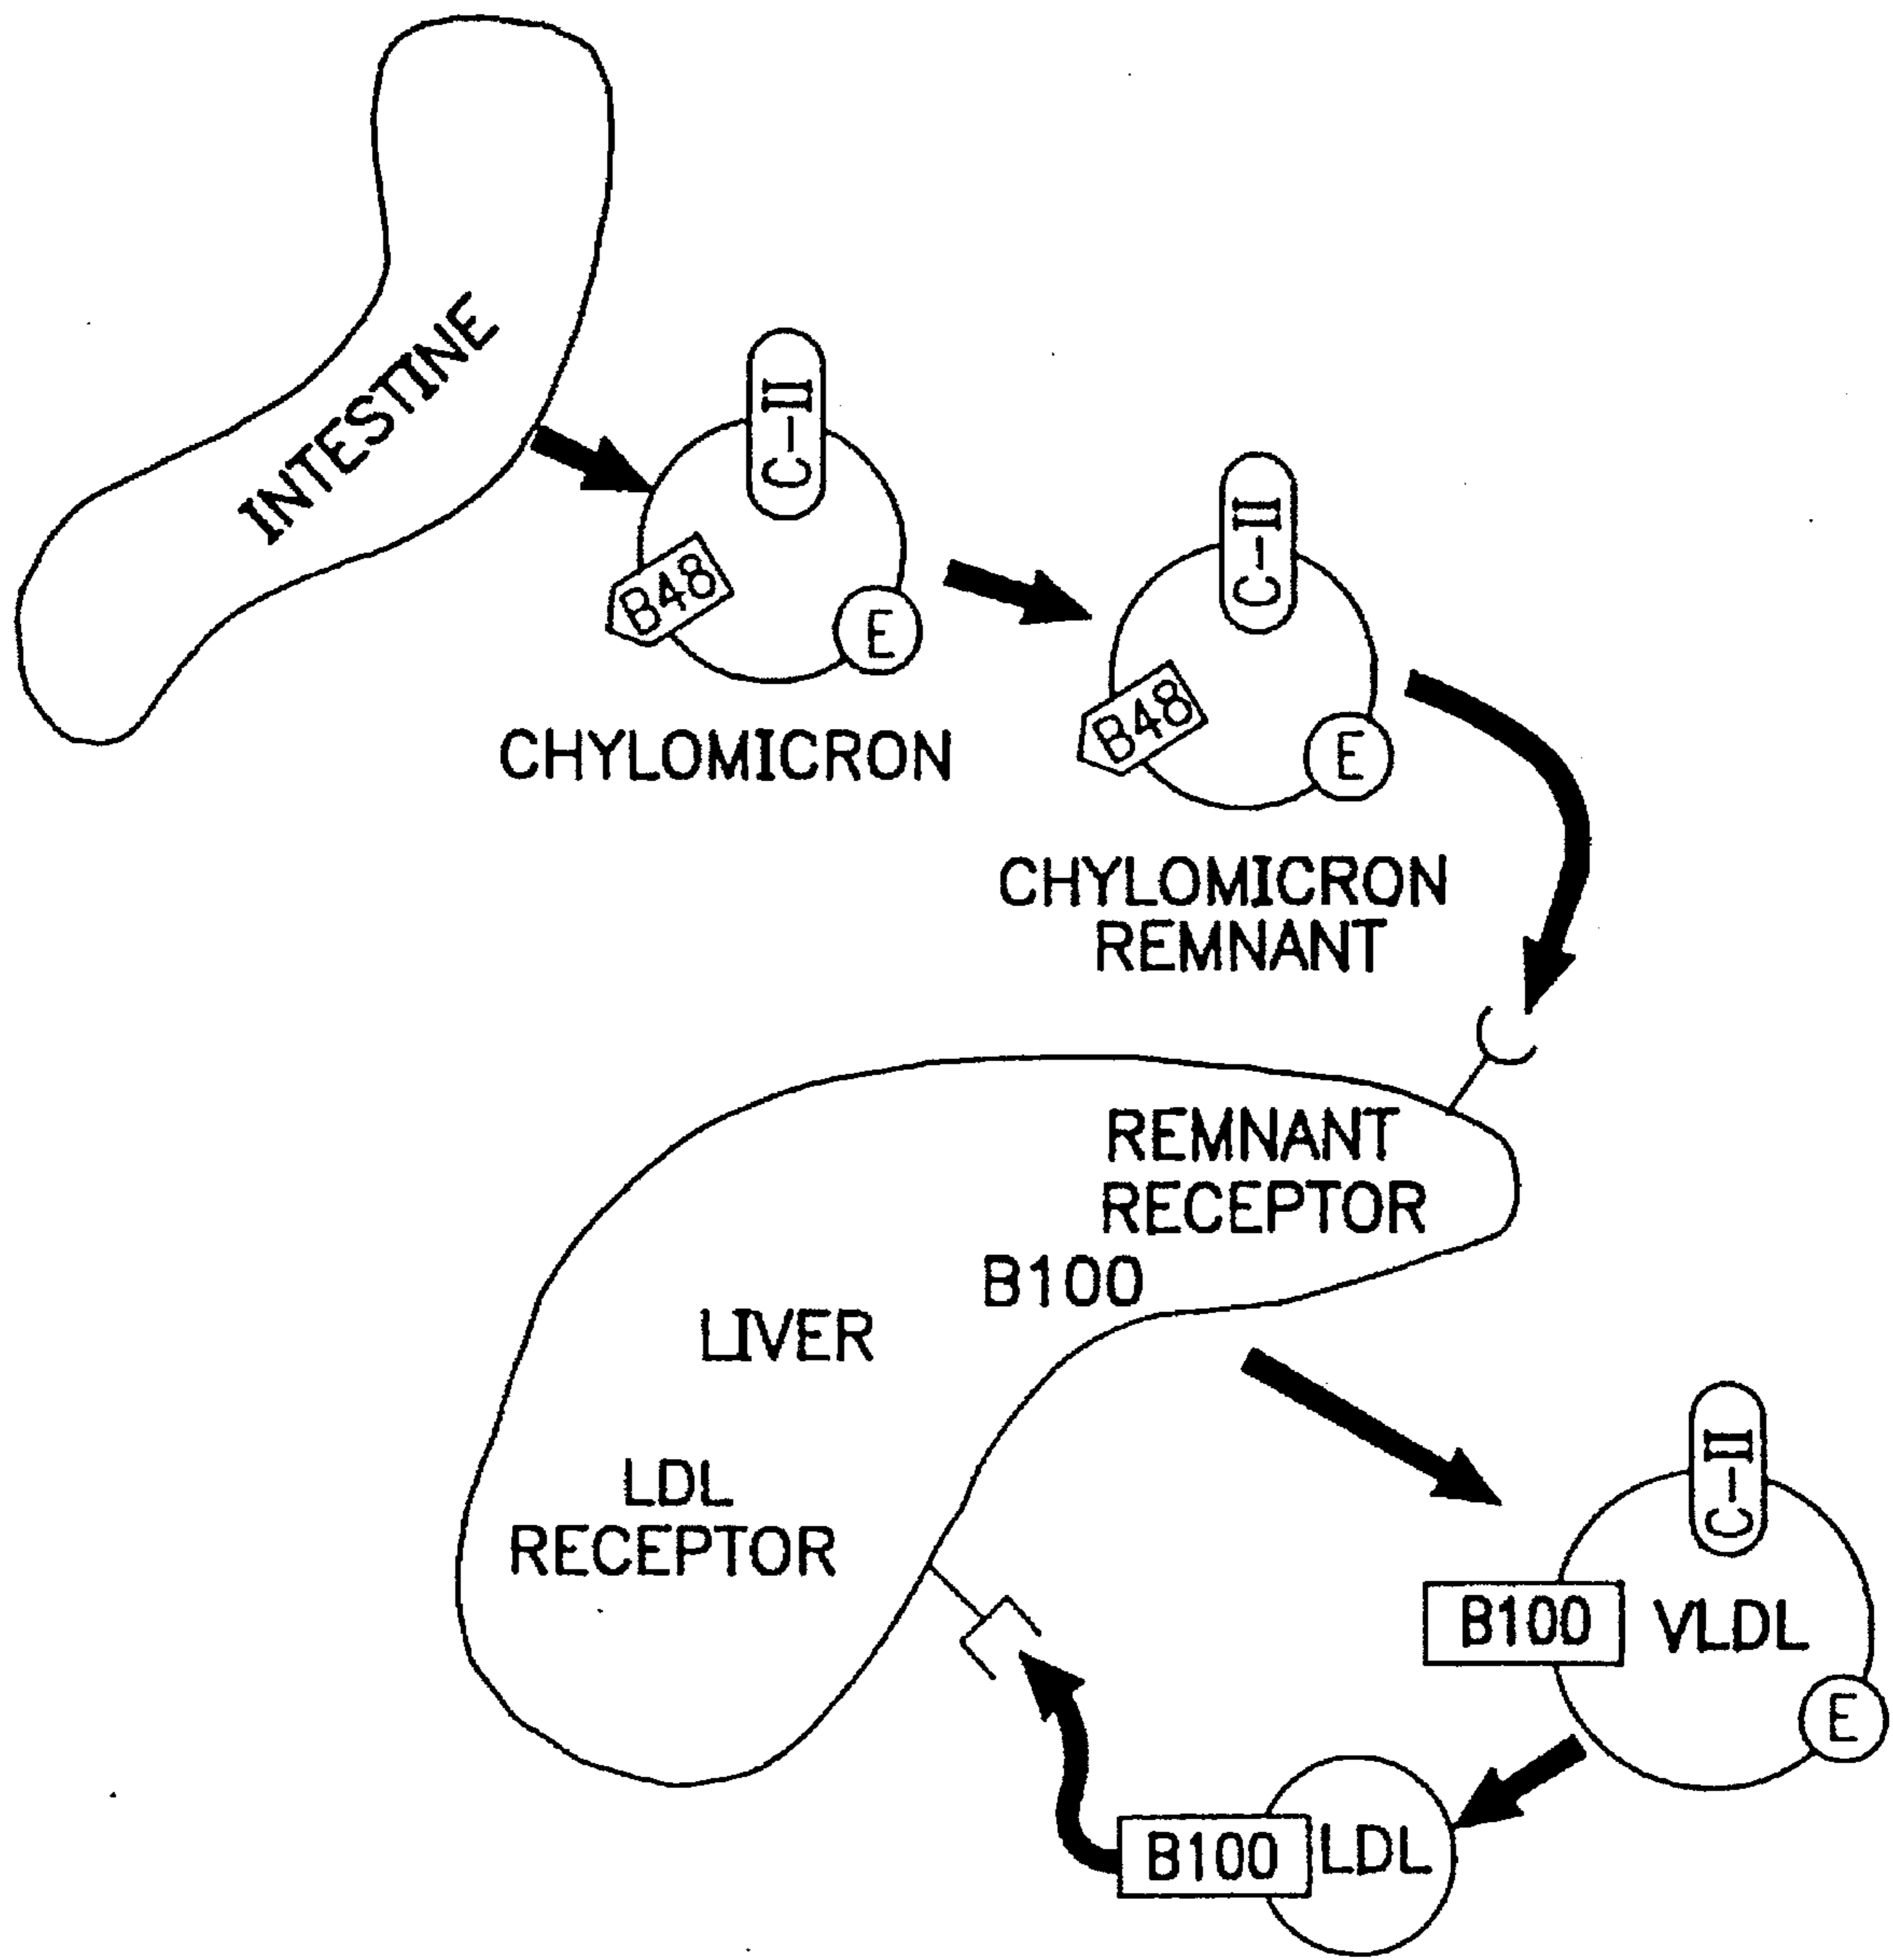 INTESTINE
C-II
B48
E
CHYLOMICRON
C-II
B48
E
CHYLOMICRON
REMNANT
REMNANT
RECEPTOR
B100
LIVER
LDL
RECEPTOR
C-II
B100
VLDL
E
B100
LDL